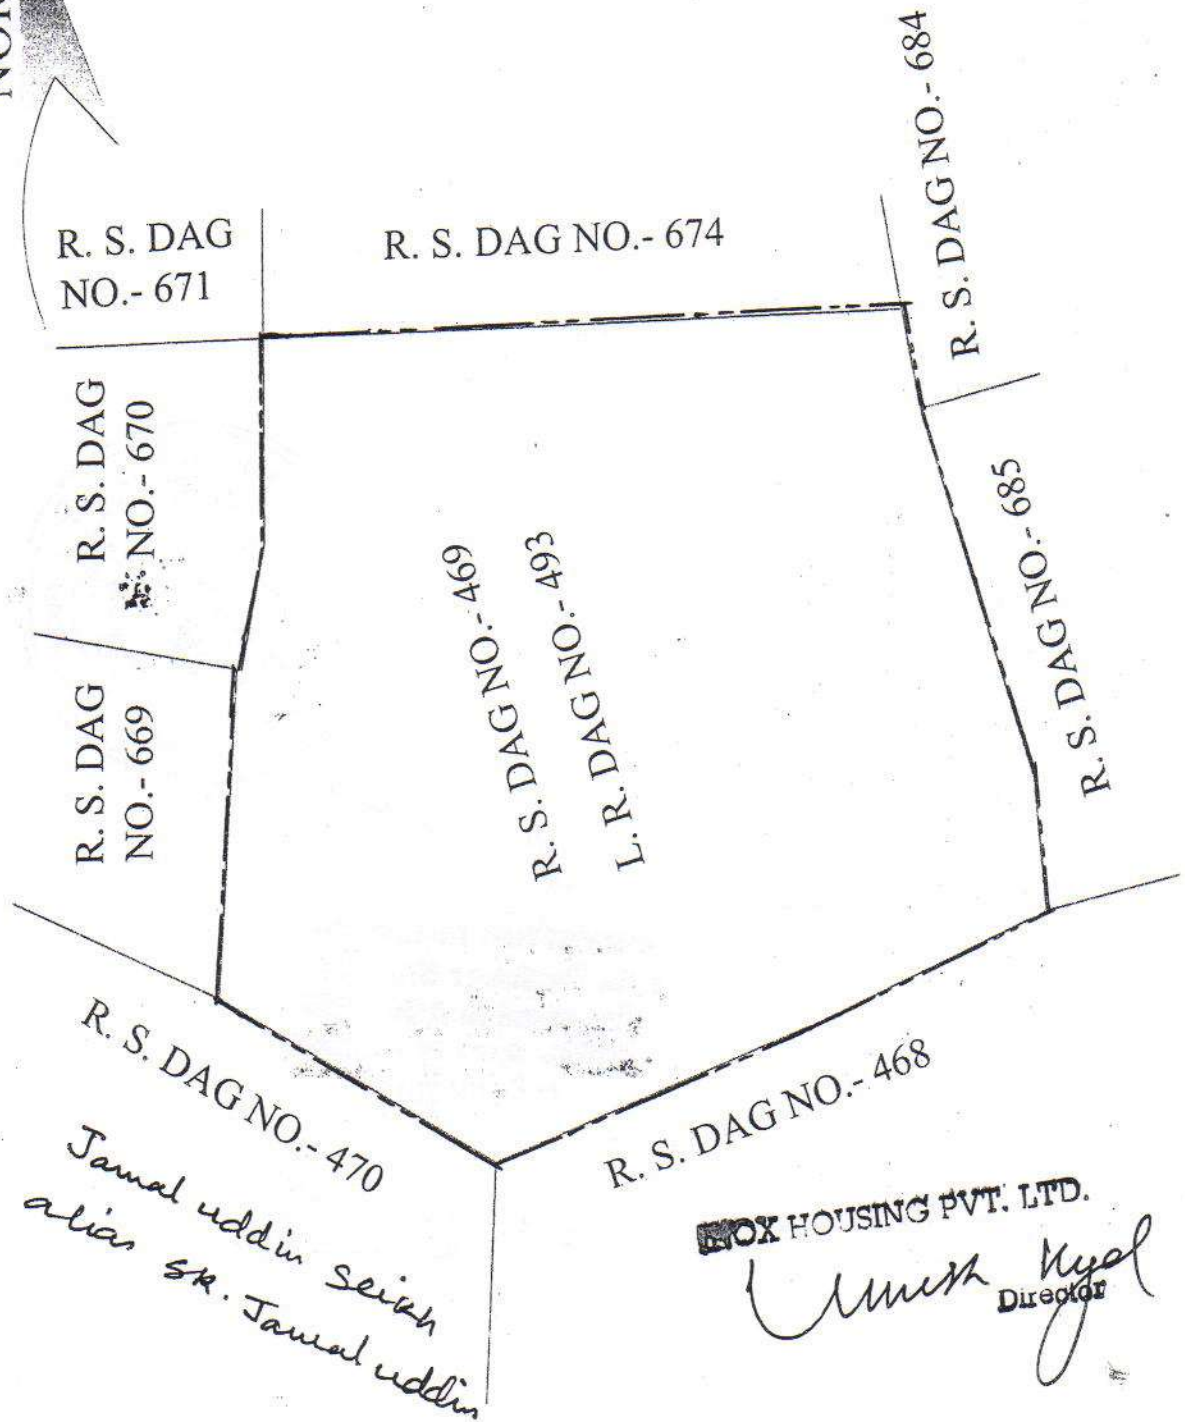 R. S. DAG NO.- 684
R. S. DAG
NO.- 671
R. S. DAG NO.- 674
R. S. DAG
NO.- 670
R. S. DAG NO.- 469
L. R. DAG NO.- 493
R. S. DAG NO.- 685
R. S. DAG
NO.- 669
R. S. DAG NO.- 470
R. S. DAG NO.- 468
Jamal uddin Seikh
alias SK. Jamal uddin
HOUSING PVT. LTD.
Director